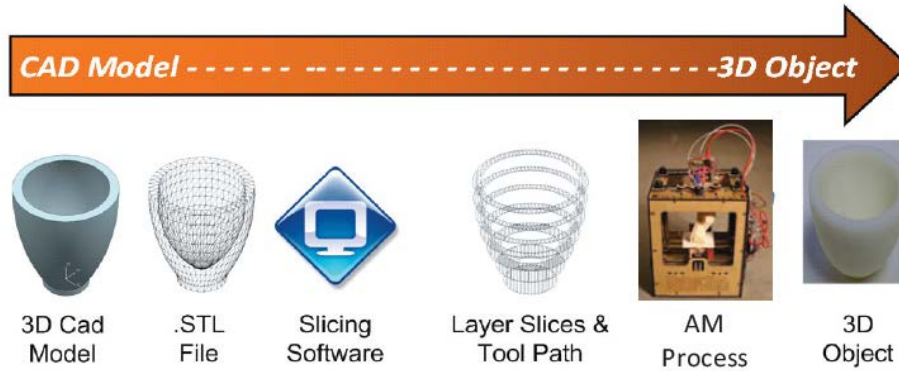 CAD Model - - - - - -  -- - - - - - - - - - - - - - - - - - - - - - -3D Object
3D Cad
Model
.STL
File
Slicing
Software
Layer Slices &
Tool Path
AM
Process
3D
Object